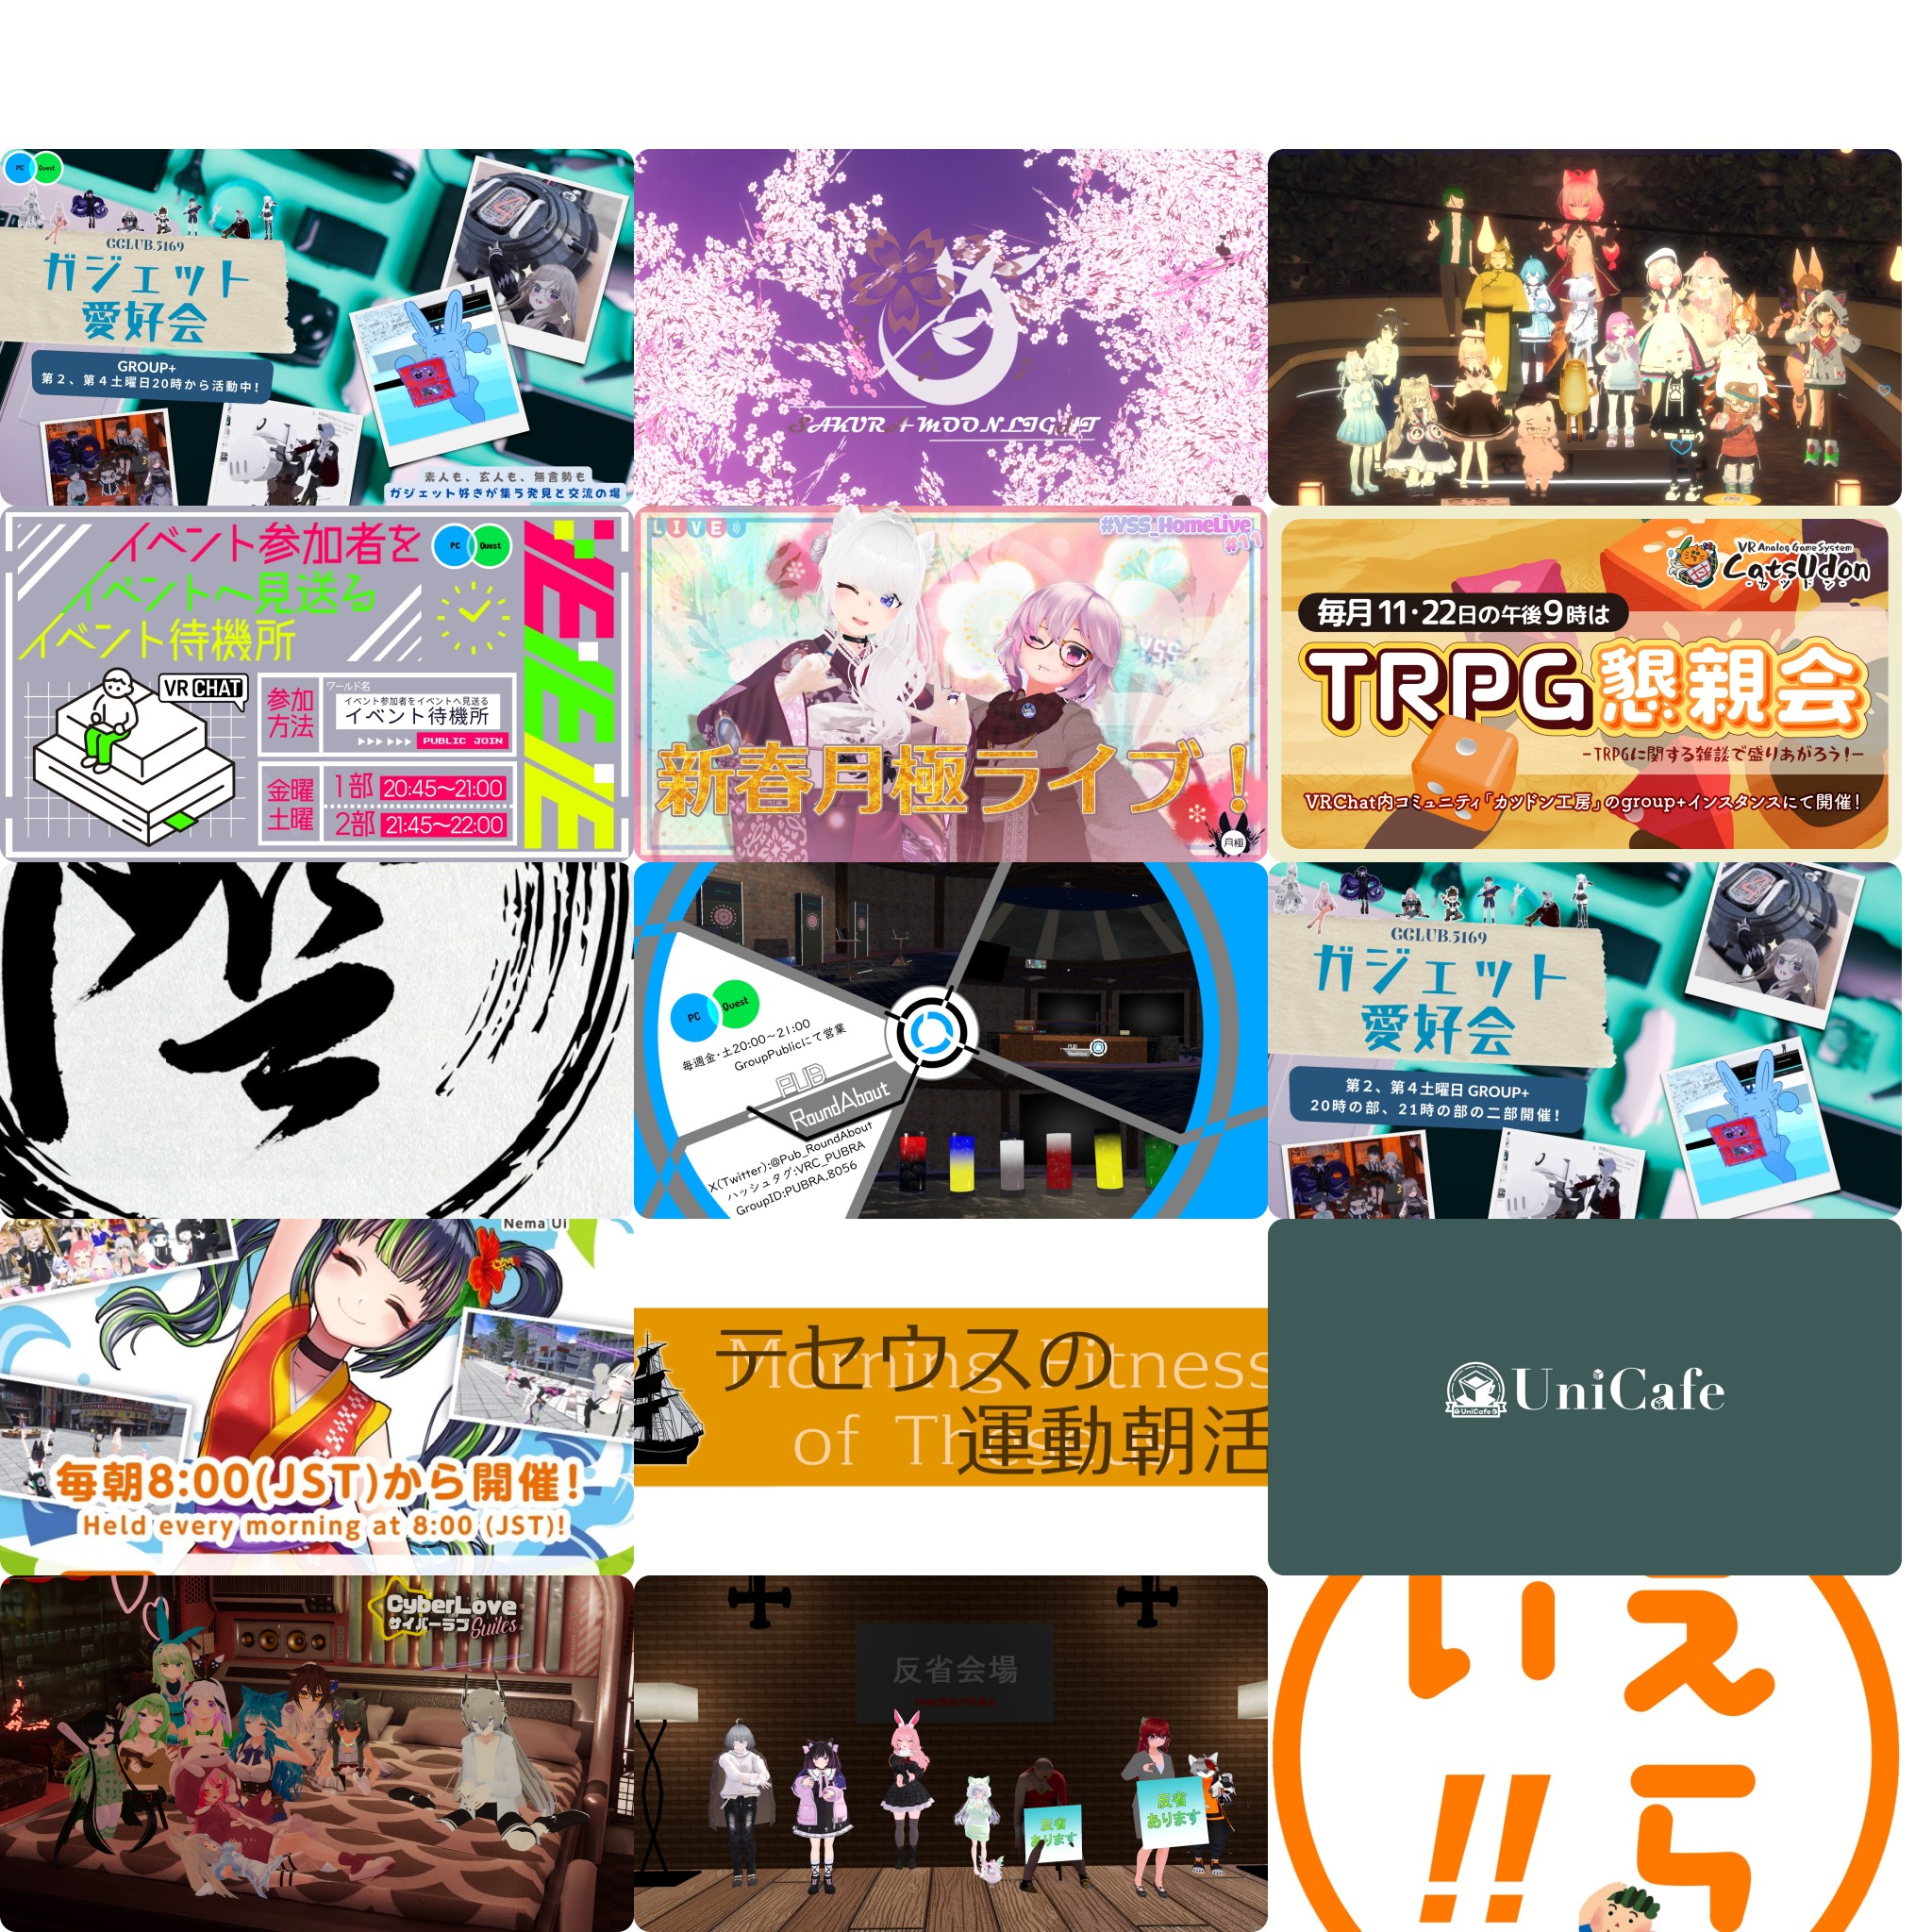 PC Quest
GCLUB.5169
ガジェット
愛好会
GROUP+
第２、第４土曜日20時から活動中！
素人も、玄人も、無言勢も
ガジェット好きが集う発見と交流の場
SAKURA MOONLIGHT
イベント参加者を
イベントへ見送る
イベント待機所
PC Quest
VRCHAT
参加方法
ワールド名
イベント参加者をイベントへ見送る
イベント待機所
PUBLIC JOIN
金曜
土曜
1部 20:45〜21:00
2部 21:45〜22:00
LIVE
#YSS_HomeLive
#11
YSS
新春月極ライブ！
月極
VR Analog Game System
CatsUdon
-カツドン-
毎月11・22日の午後9時は
TRPG懇親会
-TRPGに関する雑談で盛りあがろう！-
VRChat内コミュニティ「カツドン工房」のgroup+インスタンスにて開催！
PC Quest
毎週金・土20:00〜21:00
GroupPublicにて営業
PUB
RoundAbout
X(Twitter):@Pub_RoundAbout
ハッシュタグ:VRC_PUBRA
GroupID:PUBRA.8056
GCLUB.5169
ガジェット
愛好会
第２、第４土曜日 GROUP+
20時の部、21時の部の二部開催！
Nema Ui
毎朝8:00(JST)から開催！
Held every morning at 8:00 (JST)!
テセウスの
Morning Fitness
運動朝活
of Theseus
UniCafe
UniCafe
CyberLove
サイバーラブ
Suites
反省会場
反省
あります
反省
あります
えら
い!!